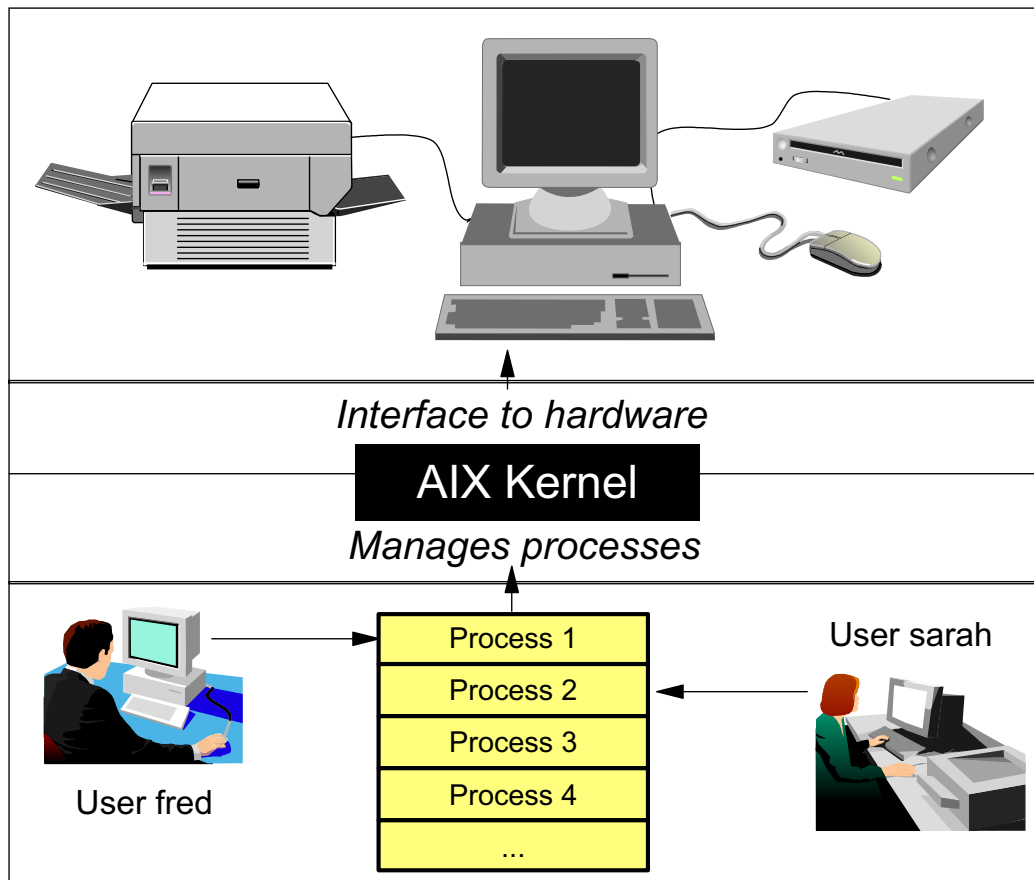 Interface to hardware
AIX Kernel
Manages processes
Process 1
User sarah
Process 2
Process 3
Process 4
User fred
...